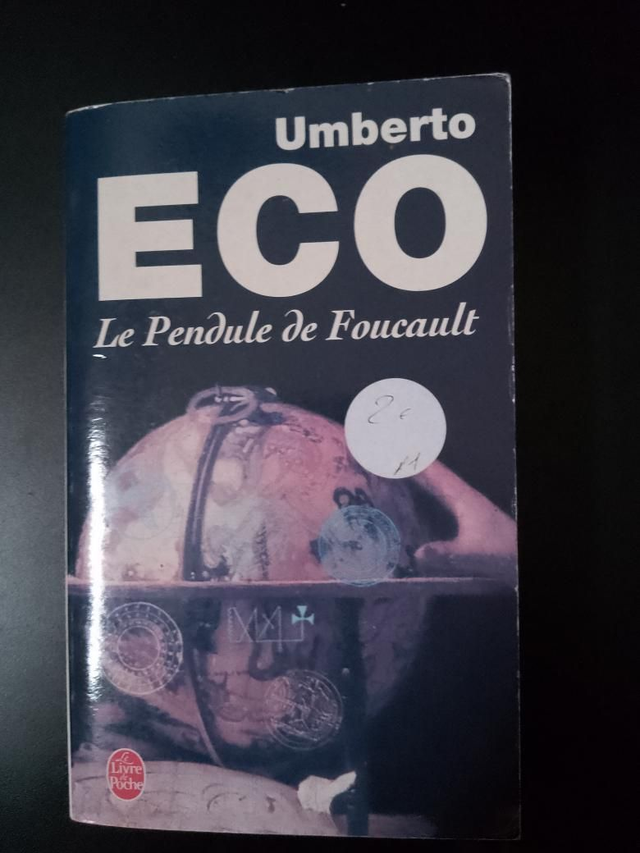 Umberto
ECO
Le Pendule de Foucault
2 €
Le
Livre
de
Poche